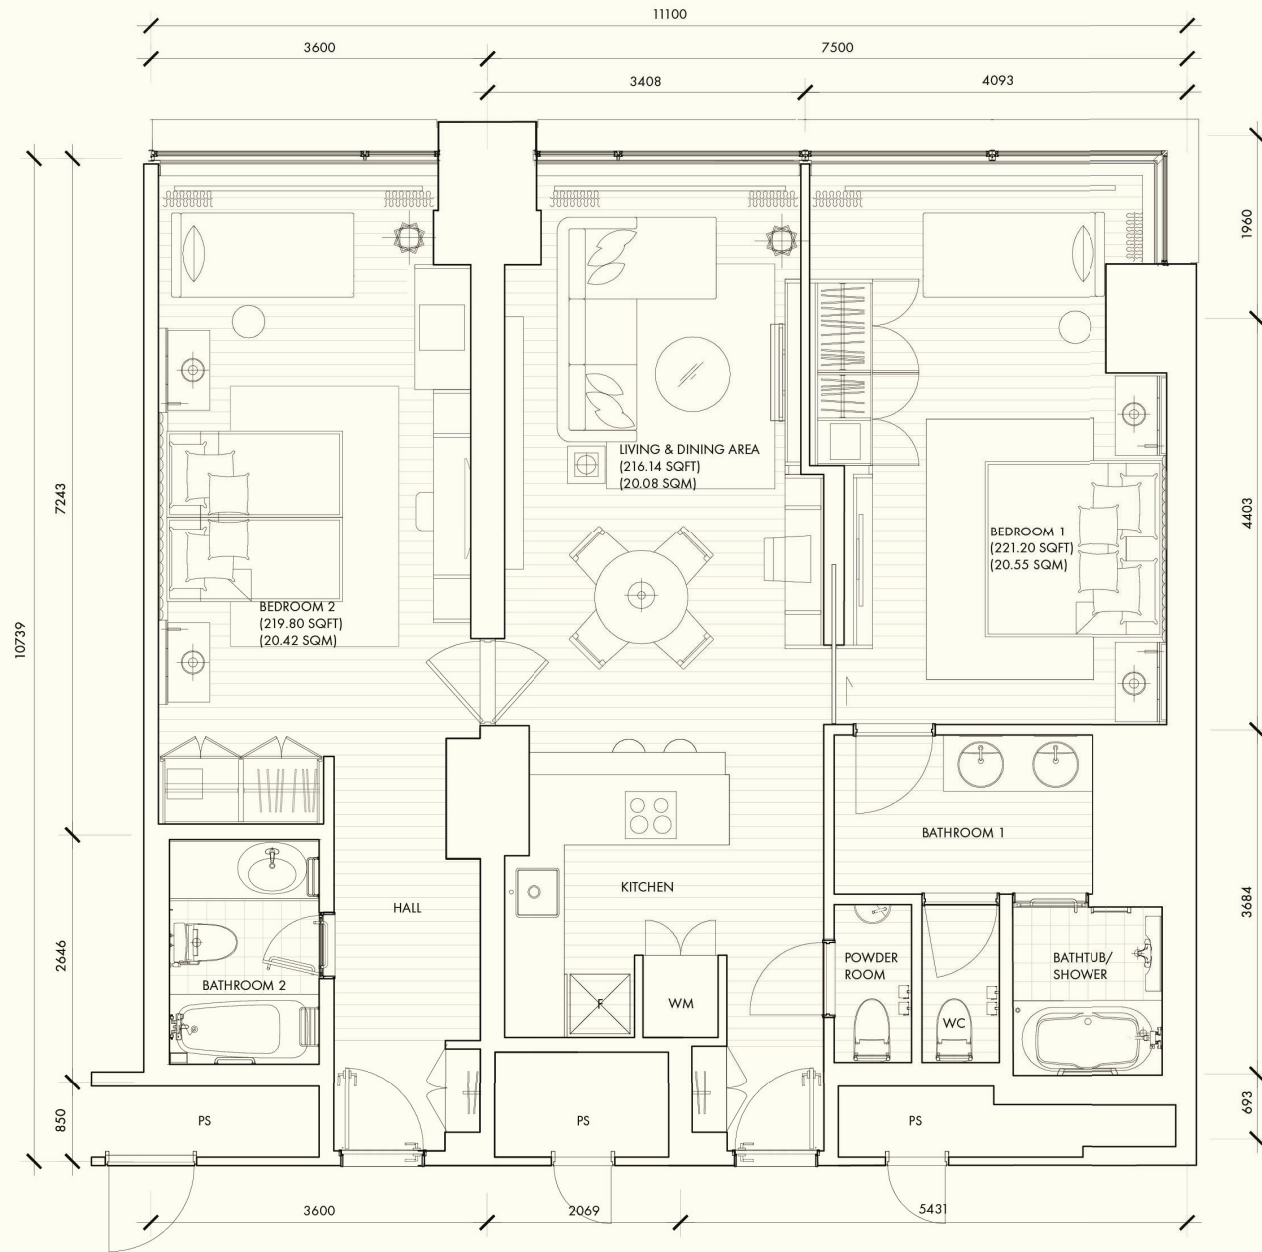 11100
3600
7500
3408
4093
1960
LIVING & DINING AREA
(216.14 SQFT)
(20.08 SQM)
7243
4403
BEDROOM 1
(221.20 SQFT)
(20.55 SQM)
BEDROOM 2
(219.80 SQFT)
(20.42 SQM)
10739
BATHROOM 1
KITCHEN
HALL
3684
2646
POWDER
ROOM
BATHTUB/
SHOWER
BATHROOM 2
F
WM
WC
693
850
PS
PS
PS
3600
2069
5431